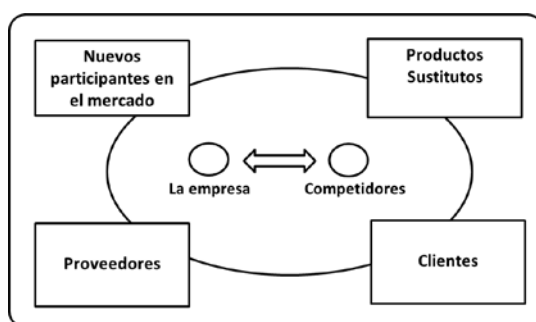 Nuevos
participantes en
el mercado
Productos
Sustitutos
La empresa
Competidores
Proveedores
Clientes